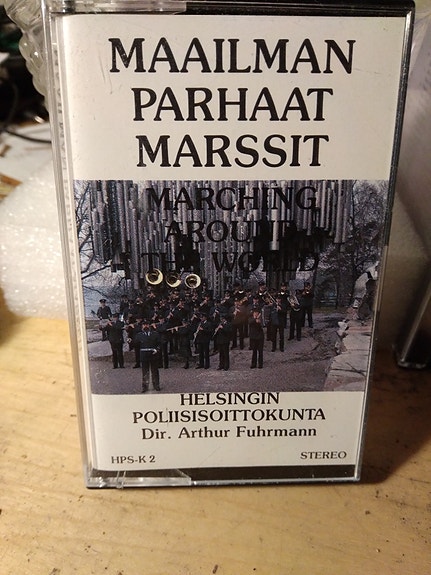 MAAILMAN
PARHAAT
MARSSIT
MARCHING
AROUND
THE WORLD
HELSINGIN
POLIISISOITTOKUNTA
Dir. Arthur Fuhrmann
HPS-K 2 STEREO